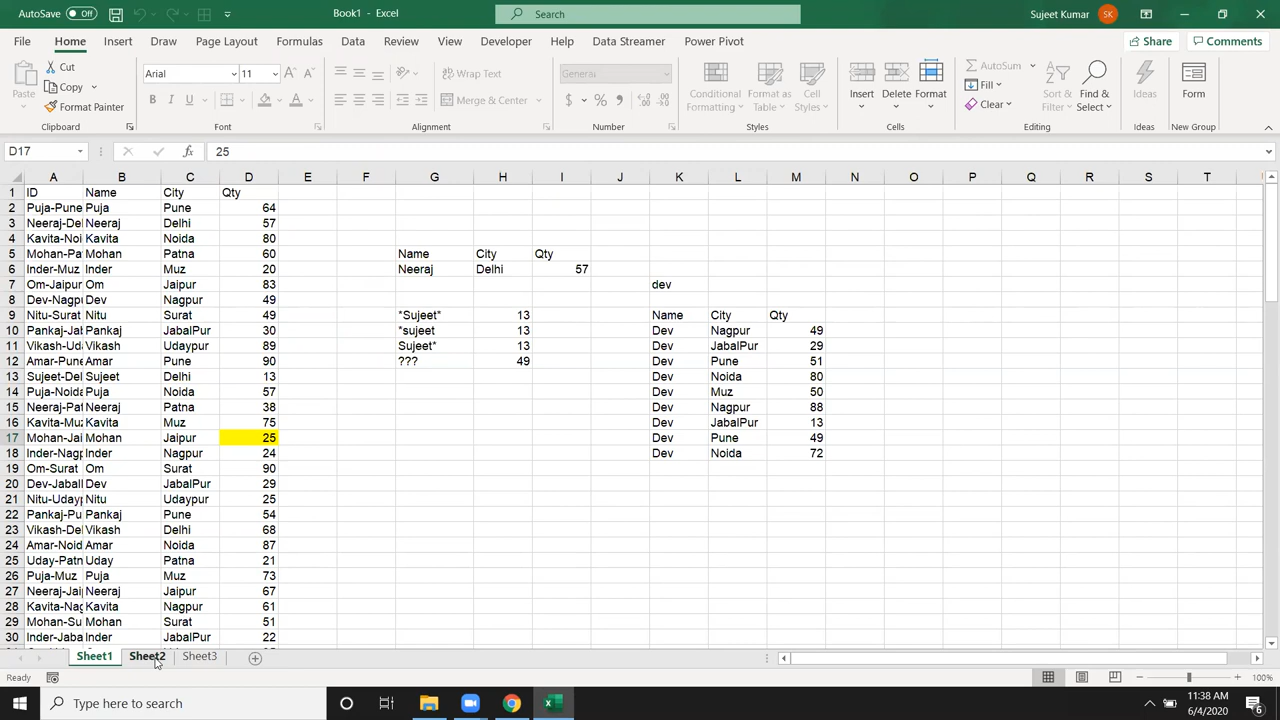 AutoSave Off Book1 - Excel Search Sujeet Kumar SK
File Home Insert Draw Page Layout Formulas Data Review View Developer Help Data Streamer Power Pivot Share Comments
Paste Cut Copy Format Painter
Arial 11 B I U
Wrap Text Merge & Center
General $ % ,
Conditional Formatting Format as Table Cell Styles
Insert Delete Format
AutoSum Fill Clear Sort & Filter Find & Select
Ideas Form
Clipboard Font Alignment Number Styles Cells Editing Ideas New Group
D17 fx 25
A B C D E F G H I J K L M N O P Q R S T
1 ID Name City Qty
2 Puja-Pune Puja Pune 64
3 Neeraj-Del Neeraj Delhi 57
4 Kavita-Noi Kavita Noida 80
5 Mohan-Pa Mohan Patna 60 Name City Qty
6 Inder-Muz Inder Muz 20 Neeraj Delhi 57
7 Om-Jaipur Om Jaipur 83 dev
8 Dev-Nagpu Dev Nagpur 49
9 Nitu-Surat Nitu Surat 49 *Sujeet* 13 Name City Qty
10 Pankaj-Jal Pankaj JabalPur 30 *sujeet 13 Dev Nagpur 49
11 Vikash-Uda Vikash Udaypur 89 Sujeet* 13 Dev JabalPur 29
12 Amar-Pune Amar Pune 90 ??? 49 Dev Pune 51
13 Sujeet-Del Sujeet Delhi 13 Dev Noida 80
14 Puja-Noida Puja Noida 57 Dev Muz 50
15 Neeraj-Pat Neeraj Patna 38 Dev Nagpur 88
16 Kavita-Muz Kavita Muz 75 Dev JabalPur 13
17 Mohan-Jai Mohan Jaipur 25 Dev Pune 49
18 Inder-Nagp Inder Nagpur 24 Dev Noida 72
19 Om-Surat Om Surat 90
20 Dev-Jaball Dev JabalPur 29
21 Nitu-Udayp Nitu Udaypur 25
22 Pankaj-Pu Pankaj Pune 54
23 Vikash-Del Vikash Delhi 68
24 Amar-Noid Amar Noida 87
25 Uday-Patn Uday Patna 21
26 Puja-Muz Puja Muz 73
27 Neeraj-Jai Neeraj Jaipur 67
28 Kavita-Nag Kavita Nagpur 61
29 Mohan-Su Mohan Surat 51
30 Inder-Jaba Inder JabalPur 22
Sheet1 Sheet2 Sheet3
Ready 100%
Type here to search 11:38 AM
6/4/2020 6